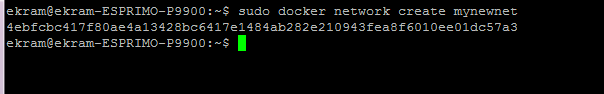 ekram@ekram-ESPRIMO-P9900:~$ sudo docker network create mynewnet
4ebfcbc417f80ae4a13428bc6417e1484ab282e210943fea8f6010ee01dc57a3
ekram@ekram-ESPRIMO-P9900:~$